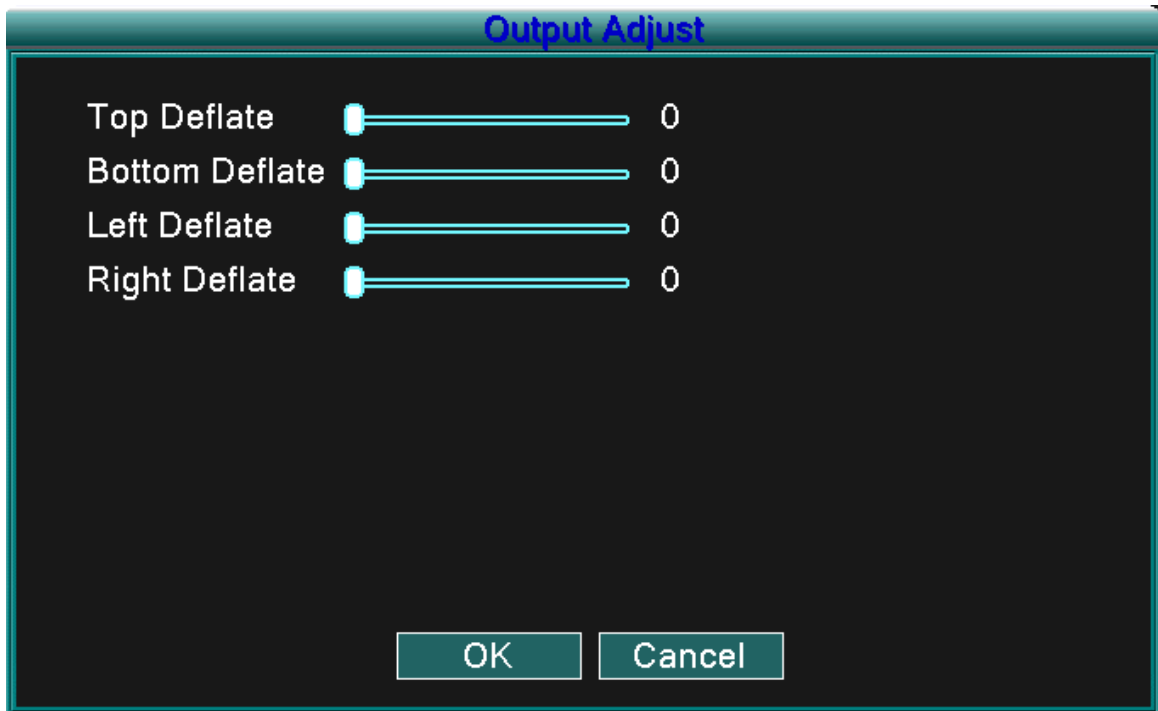 Output Adjust
Top Deflate 0
Bottom Deflate 0
Left Deflate 0
Right Deflate 0
OK Cancel